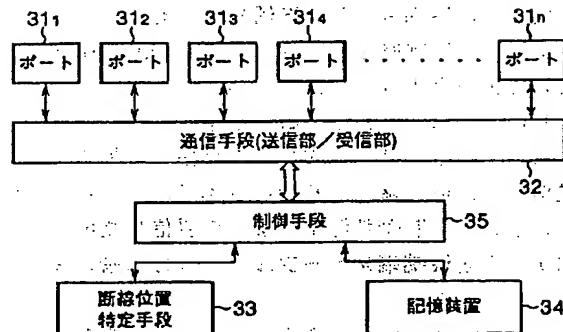 31₁ 31₂ 31₃ 31₄ 31n
ポート ポート ポート ポート ・・・・・・ ポート
通信手段(送信部/受信部)
32
制御手段 35
断線位置
特定手段 33
記憶装置 34